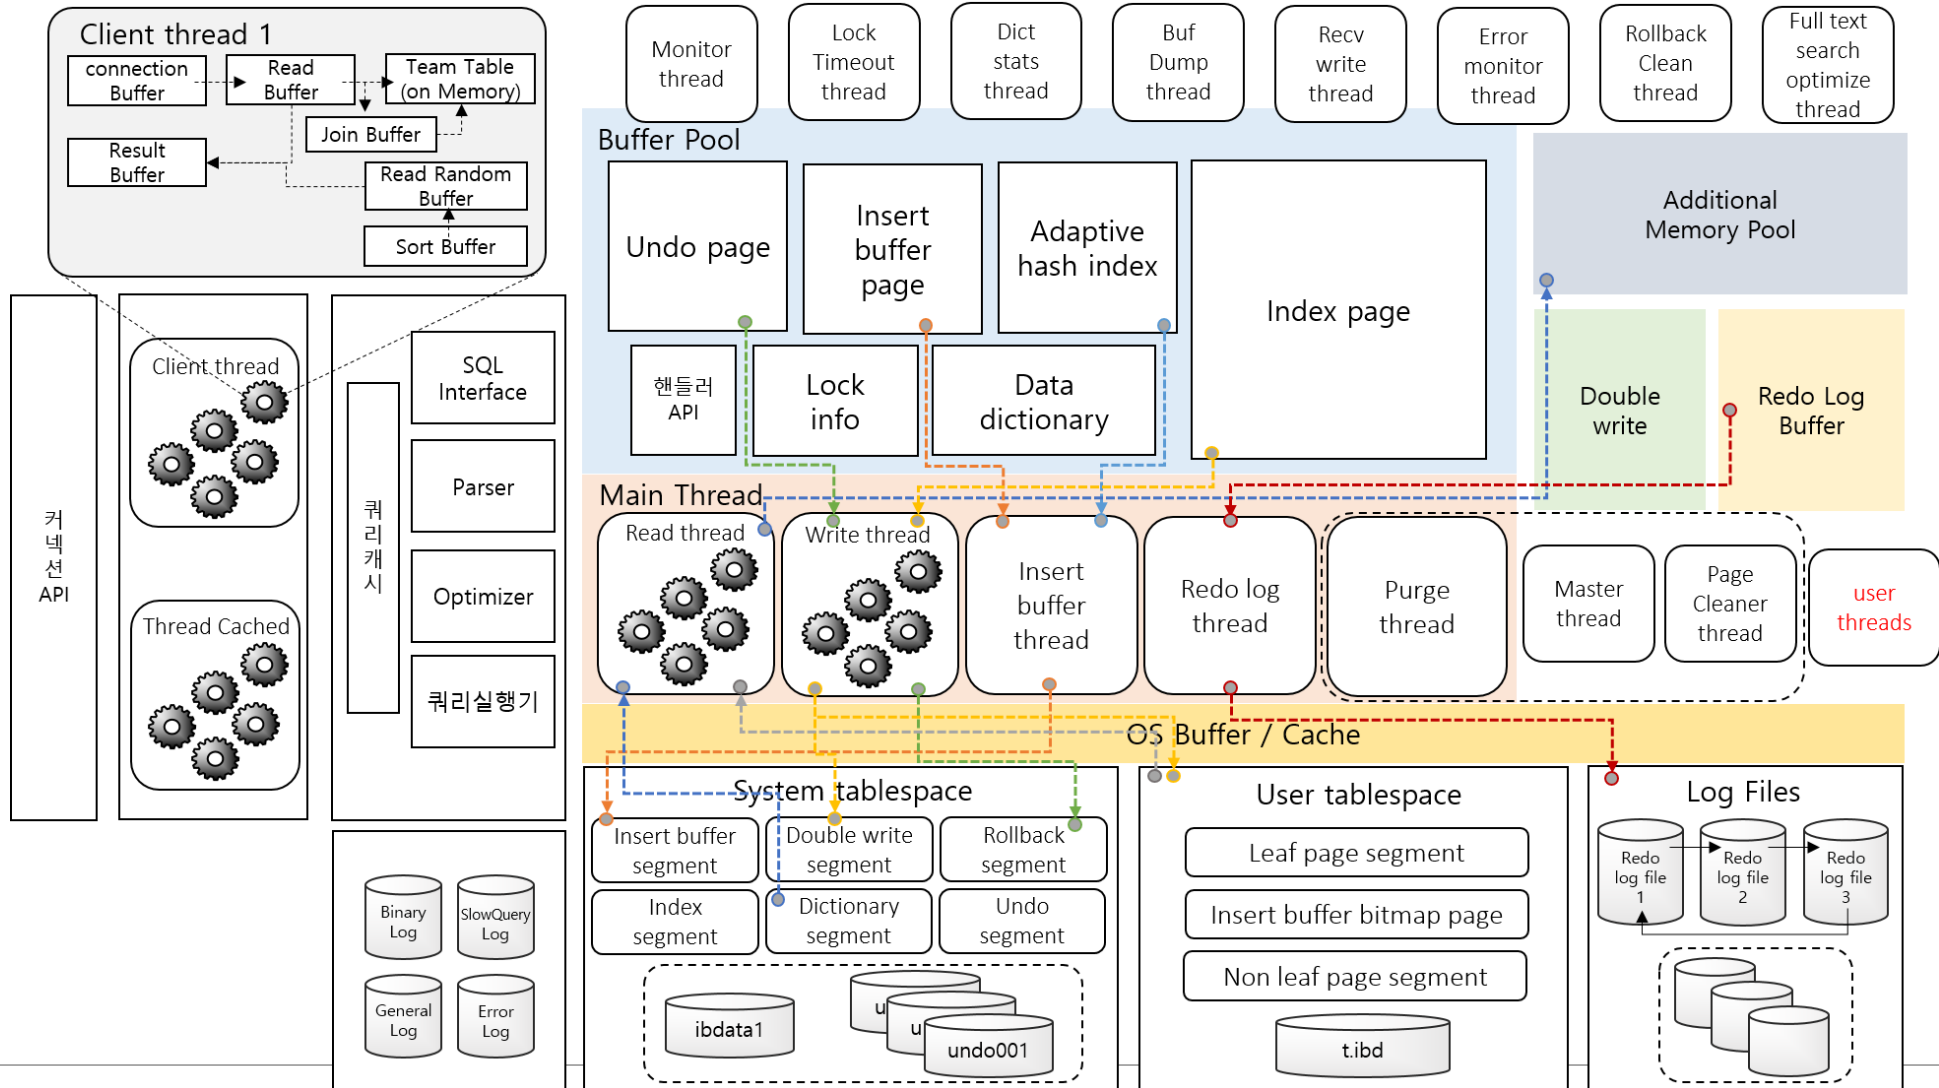 Client thread 1
connection
Buffer
Read
Buffer
Team Table
(on Memory)
Join Buffer
Result
Buffer
Read Random
Buffer
Sort Buffer
Monitor
thread
Lock
Timeout
thread
Dict
stats
thread
Buf
Dump
thread
Recv
write
thread
Error
monitor
thread
Rollback
Clean
thread
Full text
search
optimize
thread
Buffer Pool
Undo page
Insert
buffer
page
Adaptive
hash index
Index page
핸들러
API
Lock
info
Data
dictionary
Additional
Memory Pool
Double
write
Redo Log
Buffer
커
넥
션
API
Client thread
Thread Cached
쿼
리
캐
시
SQL
Interface
Parser
Optimizer
쿼리실행기
Main Thread
Read thread
Write thread
Insert
buffer
thread
Redo log
thread
Purge
thread
Master
thread
Page
Cleaner
thread
user
threads
OS Buffer / Cache
System tablespace
Insert buffer
segment
Double write
segment
Rollback
segment
Index
segment
Dictionary
segment
Undo
segment
ibdata1
u
u
undo001
User tablespace
Leaf page segment
Insert buffer bitmap page
Non leaf page segment
t.ibd
Log Files
Redo
log file
1
Redo
log file
2
Redo
log file
3
Binary
Log
SlowQuery
Log
General
Log
Error
Log